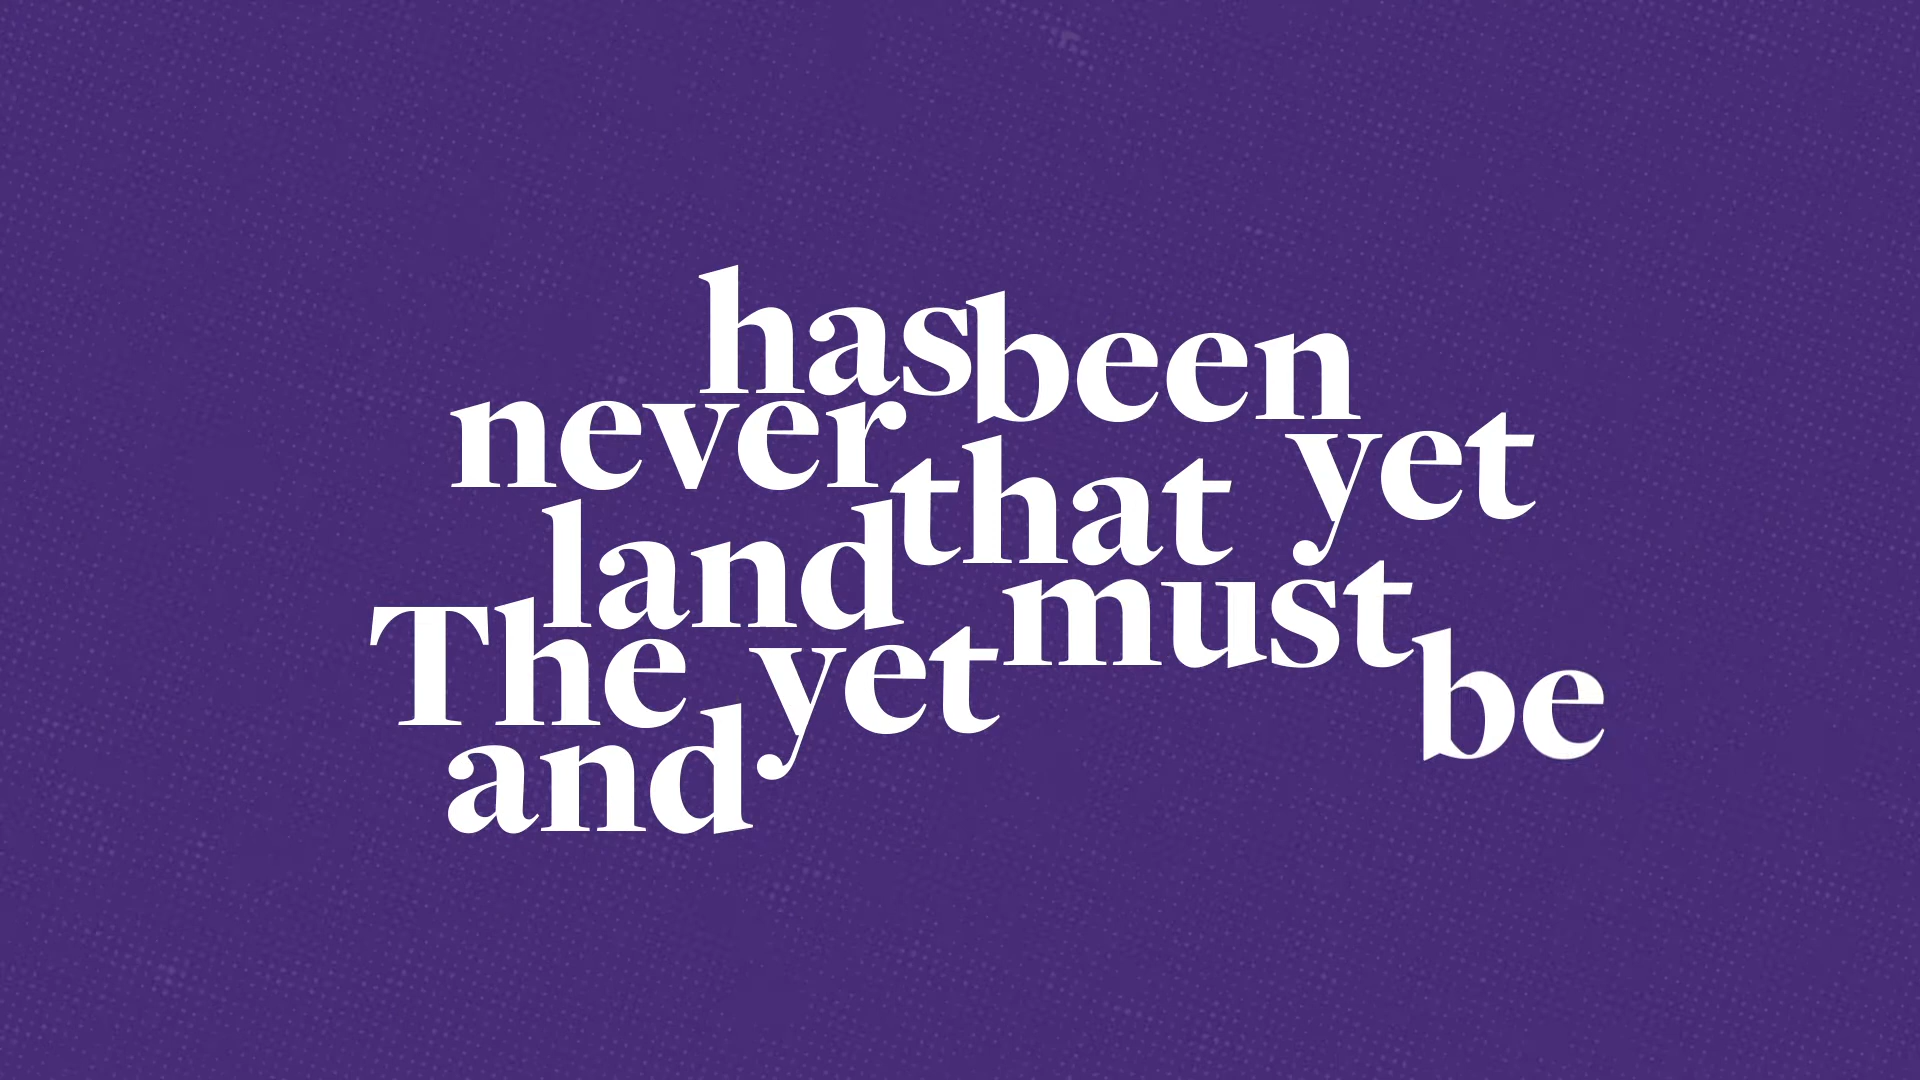 has been
never yet
land that
The yet must
and be